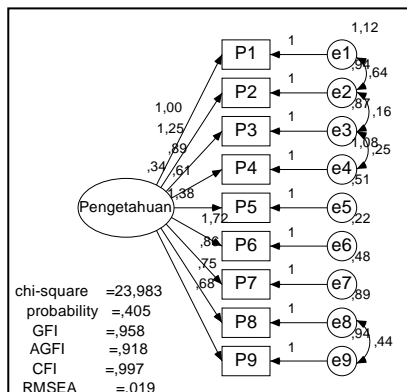 1,12
P1 1 e1
,94 ,64
P2 1 e2
,87 ,16
1,00
1,25
P3 1 e3
,89
1,08 ,25
,34 ,61
P4 1 e4
1,38
,51
Pengetahuan
P5 1 e5
,22
1,72
,86
P6 1 e6
,48
,75
P7 1 e7
,68
,89
chi-square =23,983
probability =,405
P8 1 e8
GFI =,958
,94 ,44
AGFI =,918
P9 1 e9
CFI =,997
RMSEA =,019